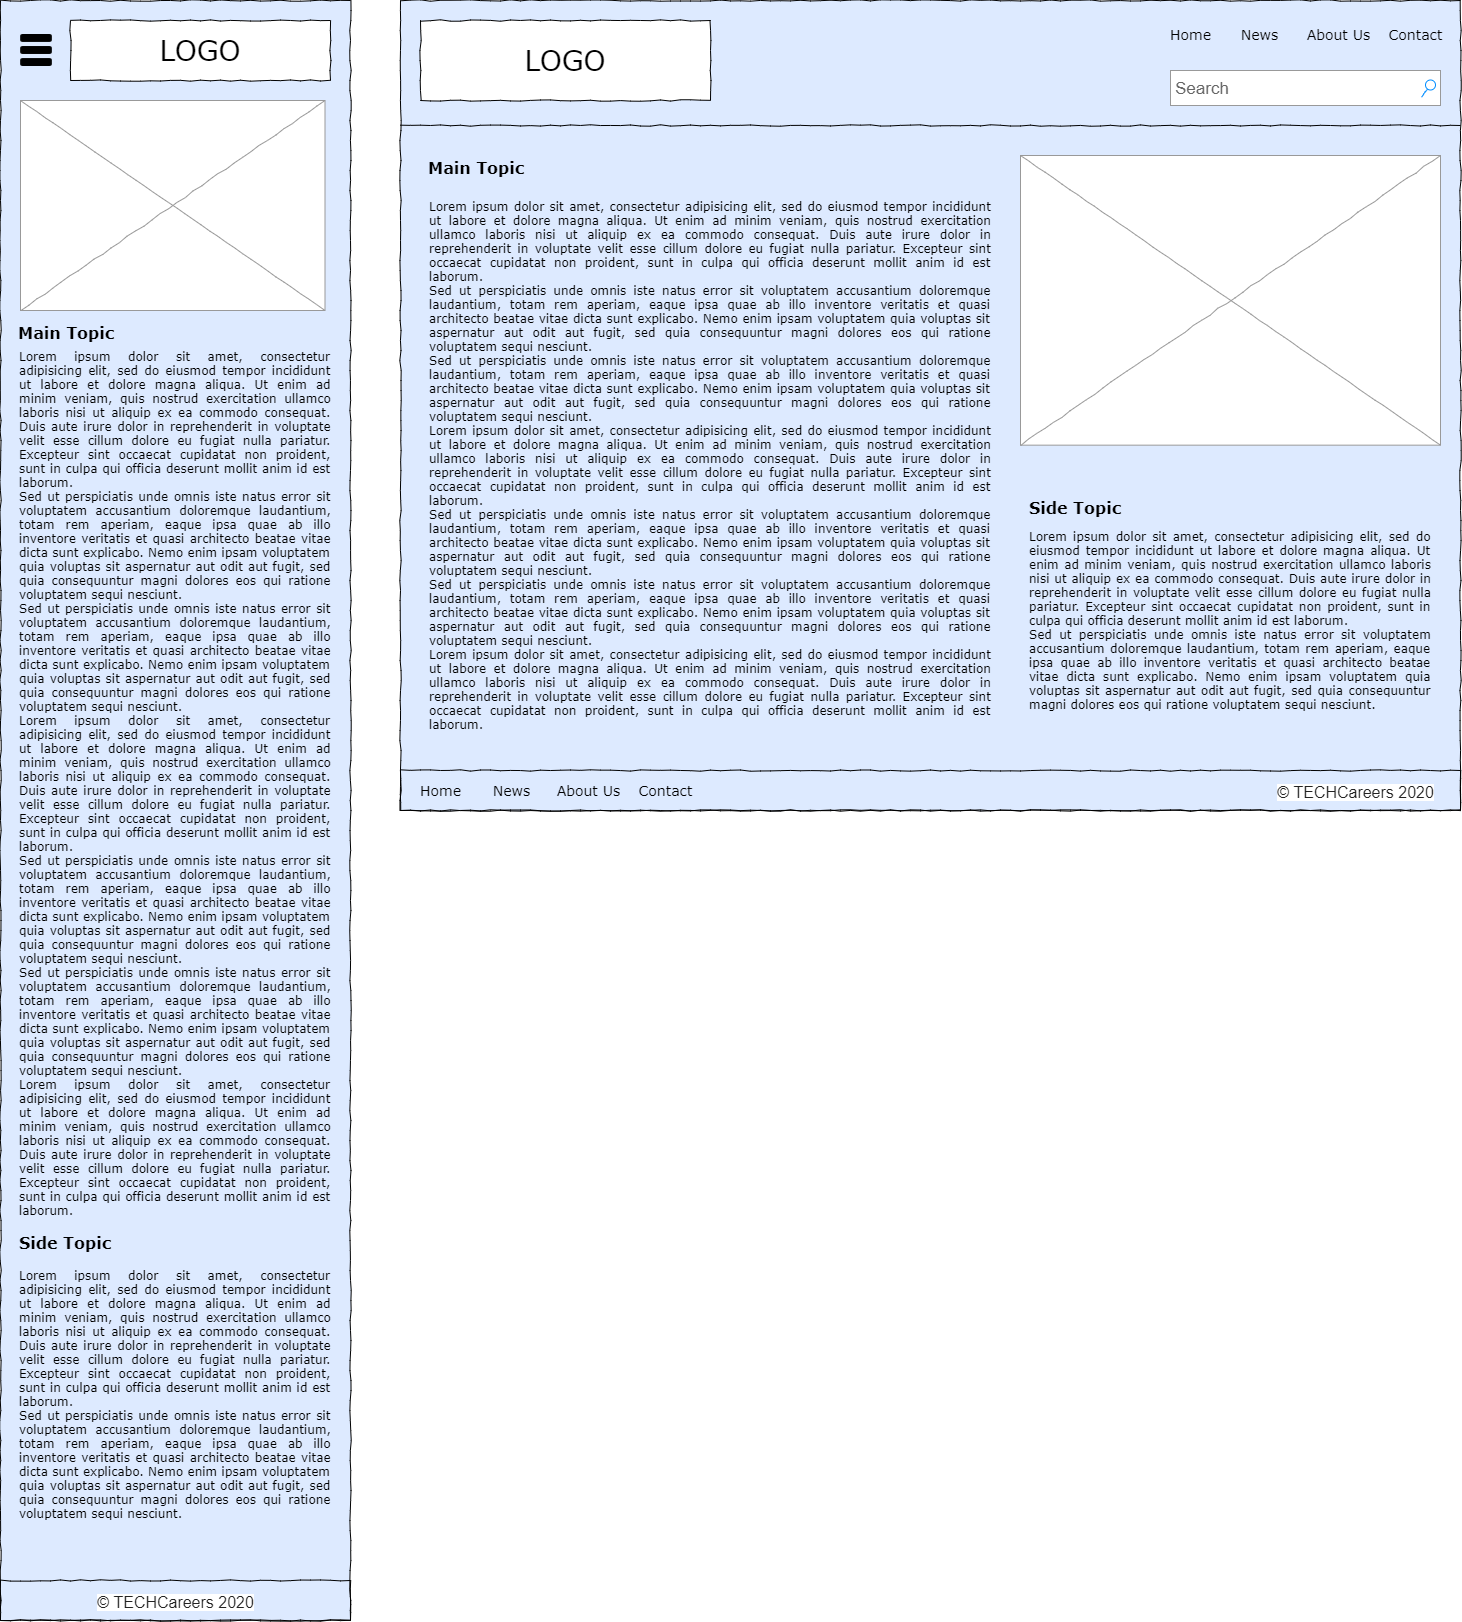 LOGO
Main Topic
Lorem ipsum dolor sit amet, consectetur
adipisicing elit, sed do eiusmod tempor incididunt
ut labore et dolore magna aliqua. Ut enim ad
minim veniam, quis nostrud exercitation ullamco
laboris nisi ut aliquip ex ea commodo consequat.
Duis aute irure dolor in reprehenderit in voluptate
velit esse cillum dolore eu fugiat nulla pariatur.
Excepteur sint occaecat cupidatat non proident,
sunt in culpa qui officia deserunt mollit anim id est
laborum.
Sed ut perspiciatis unde omnis iste natus error sit
voluptatem accusantium doloremque laudantium,
totam rem aperiam, eaque ipsa quae ab illo
inventore veritatis et quasi architecto beatae vitae
dicta sunt explicabo. Nemo enim ipsam voluptatem
quia voluptas sit aspernatur aut odit aut fugit, sed
quia consequuntur magni dolores eos qui ratione
voluptatem sequi nesciunt.
Sed ut perspiciatis unde omnis iste natus error sit
voluptatem accusantium doloremque laudantium,
totam rem aperiam, eaque ipsa quae ab illo
inventore veritatis et quasi architecto beatae vitae
dicta sunt explicabo. Nemo enim ipsam voluptatem
quia voluptas sit aspernatur aut odit aut fugit, sed
quia consequuntur magni dolores eos qui ratione
voluptatem sequi nesciunt.
Lorem ipsum dolor sit amet, consectetur
adipisicing elit, sed do eiusmod tempor incididunt
ut labore et dolore magna aliqua. Ut enim ad
minim veniam, quis nostrud exercitation ullamco
laboris nisi ut aliquip ex ea commodo consequat.
Duis aute irure dolor in reprehenderit in voluptate
velit esse cillum dolore eu fugiat nulla pariatur.
Excepteur sint occaecat cupidatat non proident,
sunt in culpa qui officia deserunt mollit anim id est
laborum.
Sed ut perspiciatis unde omnis iste natus error sit
voluptatem accusantium doloremque laudantium,
totam rem aperiam, eaque ipsa quae ab illo
inventore veritatis et quasi architecto beatae vitae
dicta sunt explicabo. Nemo enim ipsam voluptatem
quia voluptas sit aspernatur aut odit aut fugit, sed
quia consequuntur magni dolores eos qui ratione
voluptatem sequi nesciunt.
Sed ut perspiciatis unde omnis iste natus error sit
voluptatem accusantium doloremque laudantium,
totam rem aperiam, eaque ipsa quae ab illo
inventore veritatis et quasi architecto beatae vitae
dicta sunt explicabo. Nemo enim ipsam voluptatem
quia voluptas sit aspernatur aut odit aut fugit, sed
quia consequuntur magni dolores eos qui ratione
voluptatem sequi nesciunt.
Lorem ipsum dolor sit amet, consectetur
adipisicing elit, sed do eiusmod tempor incididunt
ut labore et dolore magna aliqua. Ut enim ad
minim veniam, quis nostrud exercitation ullamco
laboris nisi ut aliquip ex ea commodo consequat.
Duis aute irure dolor in reprehenderit in voluptate
velit esse cillum dolore eu fugiat nulla pariatur.
Excepteur sint occaecat cupidatat non proident,
sunt in culpa qui officia deserunt mollit anim id est
laborum.
Side Topic
Lorem ipsum dolor sit amet, consectetur
adipisicing elit, sed do eiusmod tempor incididunt
ut labore et dolore magna aliqua. Ut enim ad
minim veniam, quis nostrud exercitation ullamco
laboris nisi ut aliquip ex ea commodo consequat.
Duis aute irure dolor in reprehenderit in voluptate
velit esse cillum dolore eu fugiat nulla pariatur.
Excepteur sint occaecat cupidatat non proident,
sunt in culpa qui officia deserunt mollit anim id est
laborum.
Sed ut perspiciatis unde omnis iste natus error sit
voluptatem accusantium doloremque laudantium,
totam rem aperiam, eaque ipsa quae ab illo
inventore veritatis et quasi architecto beatae vitae
dicta sunt explicabo. Nemo enim ipsam voluptatem
quia voluptas sit aspernatur aut odit aut fugit, sed
quia consequuntur magni dolores eos qui ratione
voluptatem sequi nesciunt.
© TECHCareers 2020
LOGO
Home News About Us Contact
Search
Main Topic
Lorem ipsum dolor sit amet, consectetur adipisicing elit, sed do eiusmod tempor incididunt
ut labore et dolore magna aliqua. Ut enim ad minim veniam, quis nostrud exercitation
ullamco laboris nisi ut aliquip ex ea commodo consequat. Duis aute irure dolor in
reprehenderit in voluptate velit esse cillum dolore eu fugiat nulla pariatur. Excepteur sint
occaecat cupidatat non proident, sunt in culpa qui officia deserunt mollit anim id est
laborum.
Sed ut perspiciatis unde omnis iste natus error sit voluptatem accusantium doloremque
laudantium, totam rem aperiam, eaque ipsa quae ab illo inventore veritatis et quasi
architecto beatae vitae dicta sunt explicabo. Nemo enim ipsam voluptatem quia voluptas sit
aspernatur aut odit aut fugit, sed quia consequuntur magni dolores eos qui ratione
voluptatem sequi nesciunt.
Sed ut perspiciatis unde omnis iste natus error sit voluptatem accusantium doloremque
laudantium, totam rem aperiam, eaque ipsa quae ab illo inventore veritatis et quasi
architecto beatae vitae dicta sunt explicabo. Nemo enim ipsam voluptatem quia voluptas sit
aspernatur aut odit aut fugit, sed quia consequuntur magni dolores eos qui ratione
voluptatem sequi nesciunt.
Lorem ipsum dolor sit amet, consectetur adipisicing elit, sed do eiusmod tempor incididunt
ut labore et dolore magna aliqua. Ut enim ad minim veniam, quis nostrud exercitation
ullamco laboris nisi ut aliquip ex ea commodo consequat. Duis aute irure dolor in
reprehenderit in voluptate velit esse cillum dolore eu fugiat nulla pariatur. Excepteur sint
occaecat cupidatat non proident, sunt in culpa qui officia deserunt mollit anim id est
laborum.
Sed ut perspiciatis unde omnis iste natus error sit voluptatem accusantium doloremque
laudantium, totam rem aperiam, eaque ipsa quae ab illo inventore veritatis et quasi
architecto beatae vitae dicta sunt explicabo. Nemo enim ipsam voluptatem quia voluptas sit
aspernatur aut odit aut fugit, sed quia consequuntur magni dolores eos qui ratione
voluptatem sequi nesciunt.
Sed ut perspiciatis unde omnis iste natus error sit voluptatem accusantium doloremque
laudantium, totam rem aperiam, eaque ipsa quae ab illo inventore veritatis et quasi
architecto beatae vitae dicta sunt explicabo. Nemo enim ipsam voluptatem quia voluptas sit
aspernatur aut odit aut fugit, sed quia consequuntur magni dolores eos qui ratione
voluptatem sequi nesciunt.
Lorem ipsum dolor sit amet, consectetur adipisicing elit, sed do eiusmod tempor incididunt
ut labore et dolore magna aliqua. Ut enim ad minim veniam, quis nostrud exercitation
ullamco laboris nisi ut aliquip ex ea commodo consequat. Duis aute irure dolor in
reprehenderit in voluptate velit esse cillum dolore eu fugiat nulla pariatur. Excepteur sint
occaecat cupidatat non proident, sunt in culpa qui officia deserunt mollit anim id est
laborum.
Side Topic
Lorem ipsum dolor sit amet, consectetur adipisicing elit, sed do
eiusmod tempor incididunt ut labore et dolore magna aliqua. Ut
enim ad minim veniam, quis nostrud exercitation ullamco laboris
nisi ut aliquip ex ea commodo consequat. Duis aute irure dolor in
reprehenderit in voluptate velit esse cillum dolore eu fugiat nulla
pariatur. Excepteur sint occaecat cupidatat non proident, sunt in
culpa qui officia deserunt mollit anim id est laborum.
Sed ut perspiciatis unde omnis iste natus error sit voluptatem
accusantium doloremque laudantium, totam rem aperiam, eaque
ipsa quae ab illo inventore veritatis et quasi architecto beatae
vitae dicta sunt explicabo. Nemo enim ipsam voluptatem quia
voluptas sit aspernatur aut odit aut fugit, sed quia consequuntur
magni dolores eos qui ratione voluptatem sequi nesciunt.
Home News About Us Contact
© TECHCareers 2020